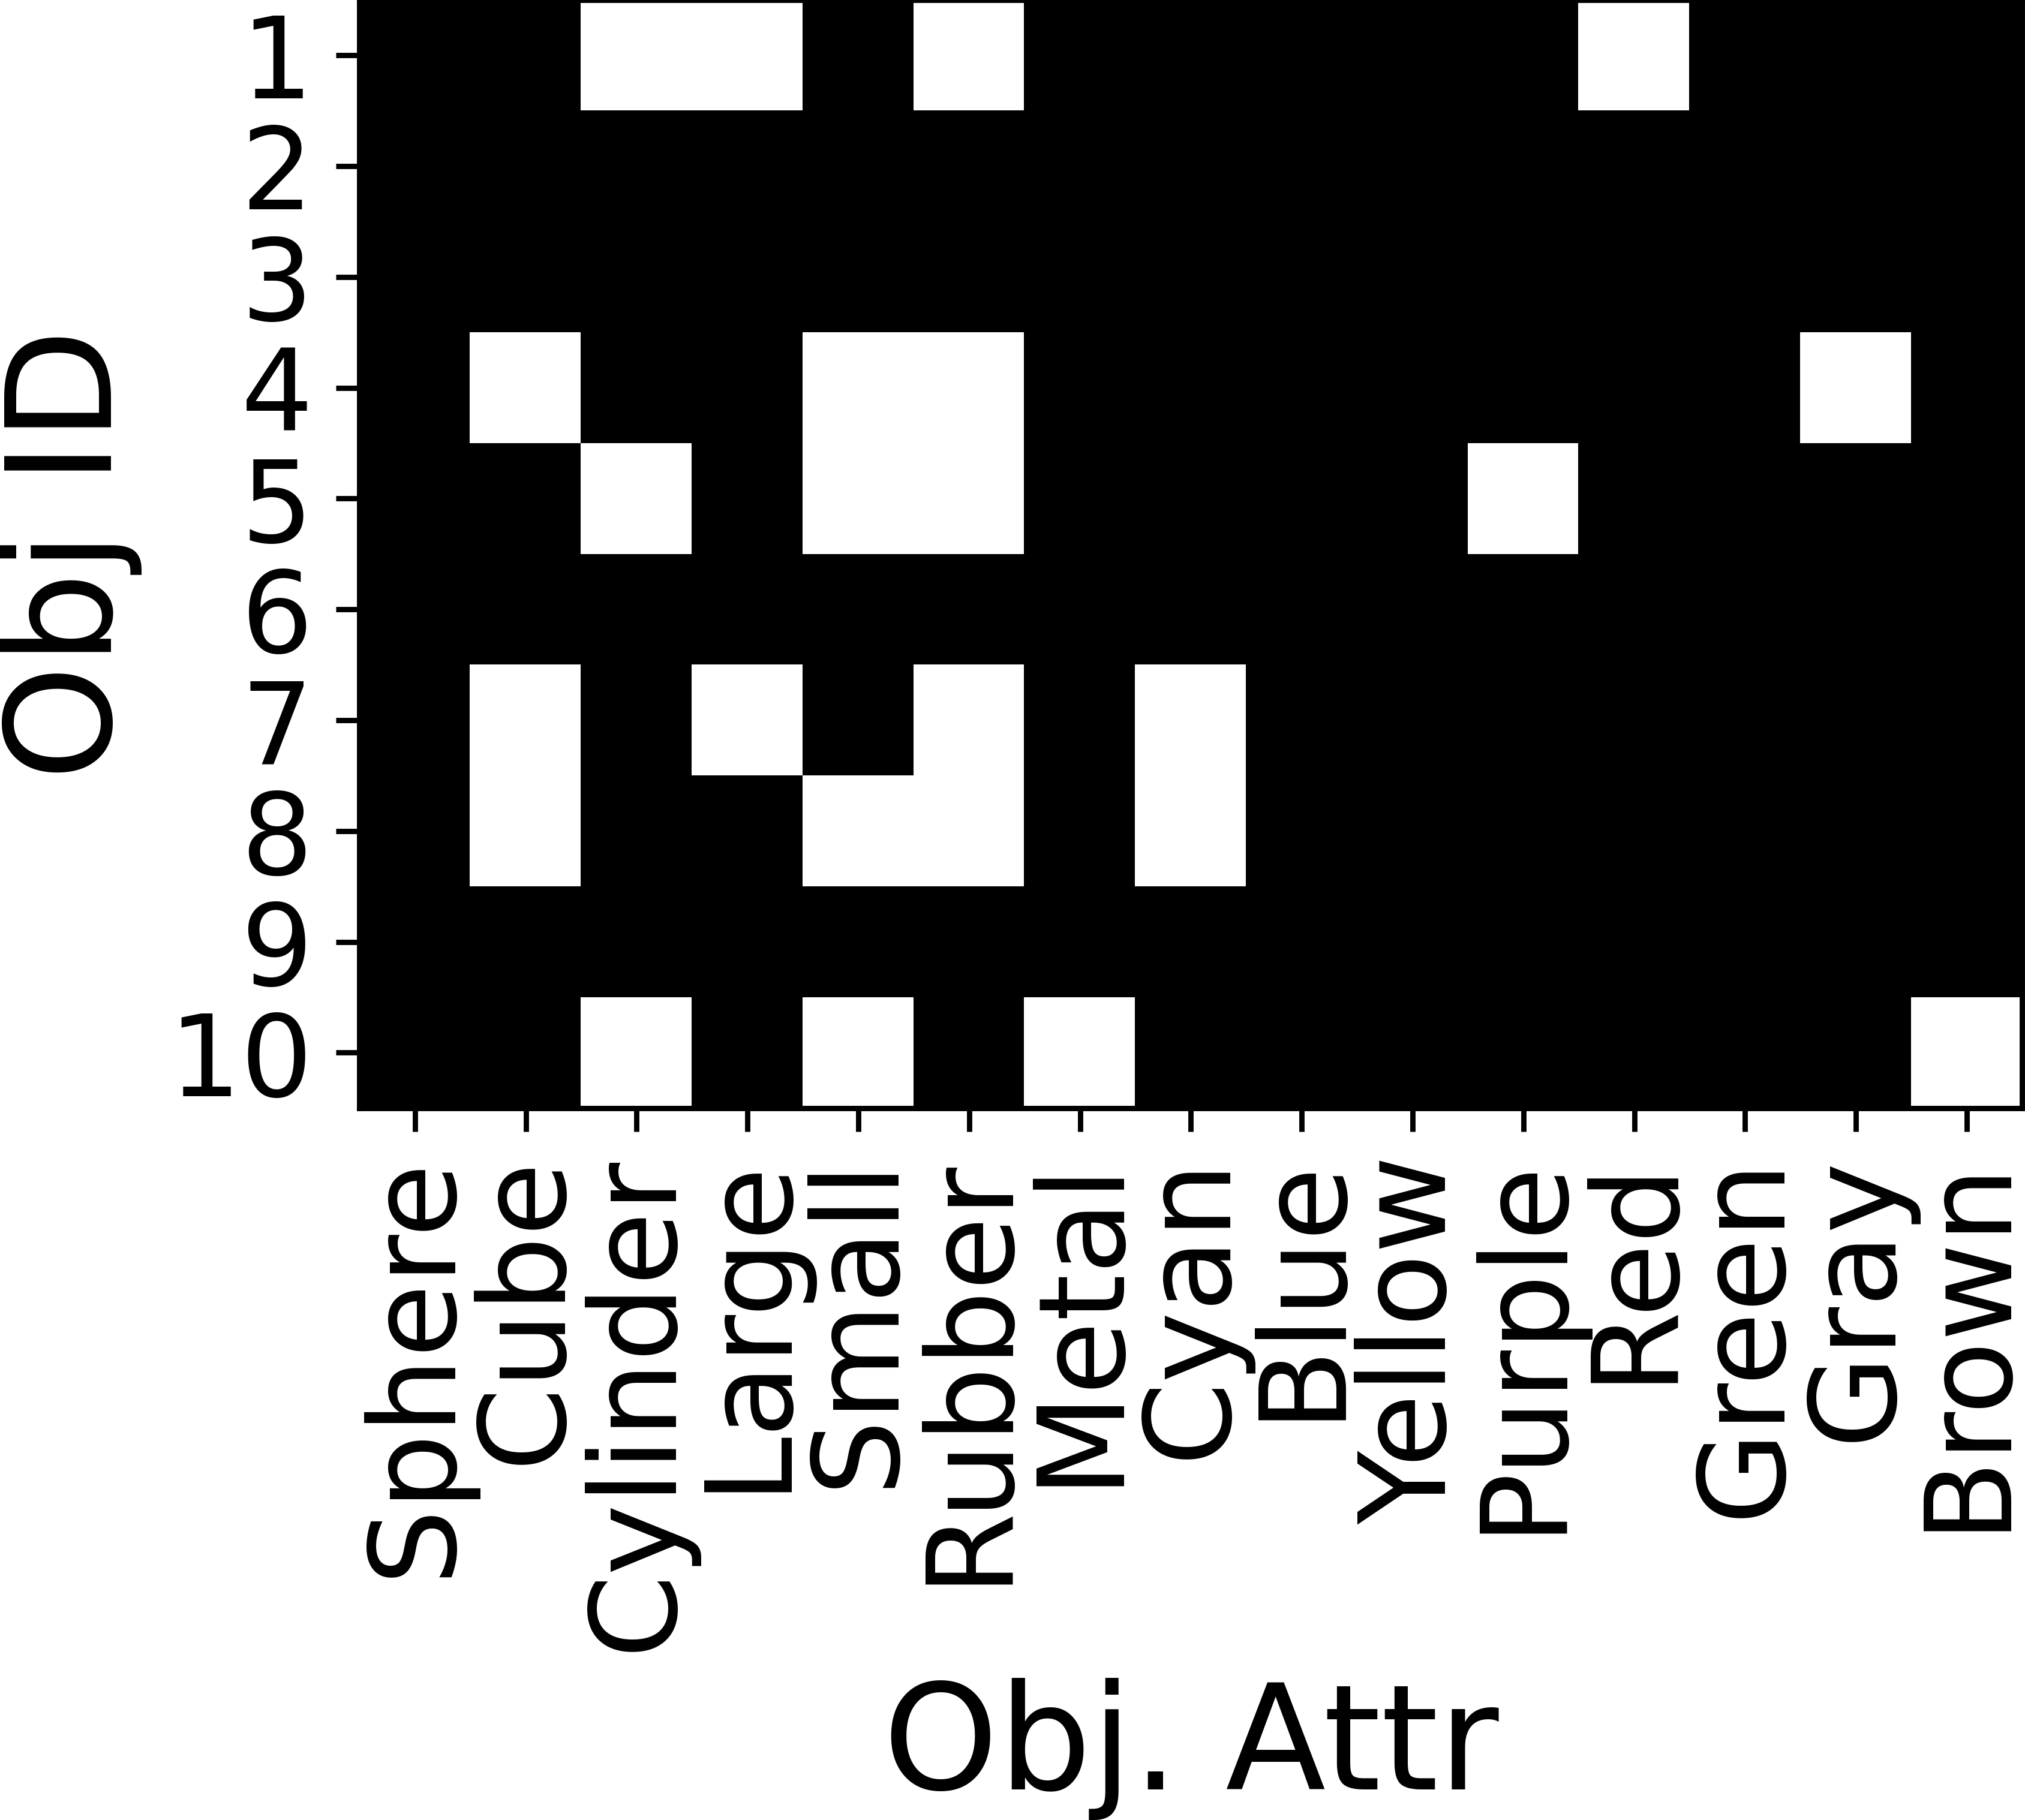 Obj ID
1
2
3
4
5
6
7
8
9
10
Sphere
Cube
Cylinder
Large
Small
Rubber
Metal
Cyan
Blue
Yellow
Purple
Red
Green
Gray
Brown
Obj. Attr